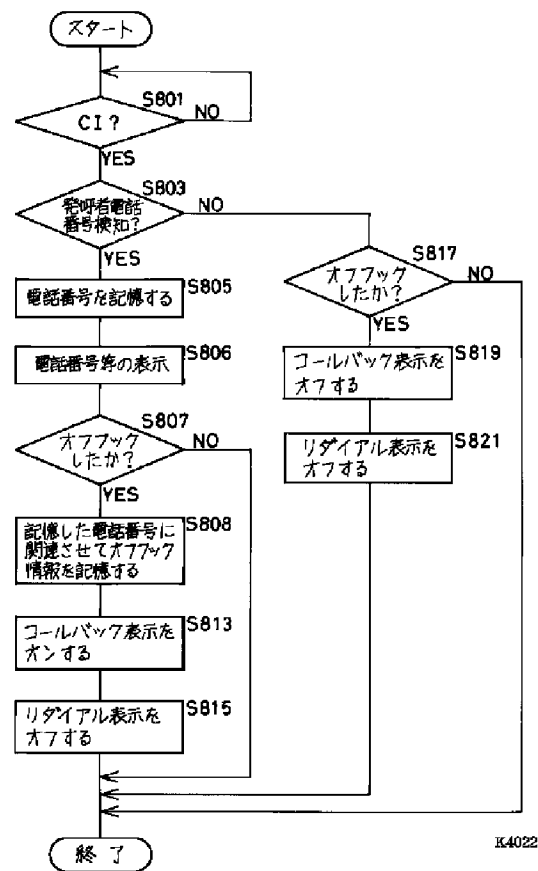 スタート
S801
CI?
NO
YES
S803
発呼者電話
番号検知?
NO
YES
S805
電話番号を記憶する
S806
電話番号等の表示
S807
オフフック
したか?
NO
YES
S808
記憶した電話番号に
関連させてオフフック
情報を記憶する
S813
コールバック表示を
オンする
S815
リダイアル表示を
オフする
S817
オフフック
したか?
NO
YES
S819
コールバック表示を
オフする
S821
リダイアル表示を
オフする
終了
K4022